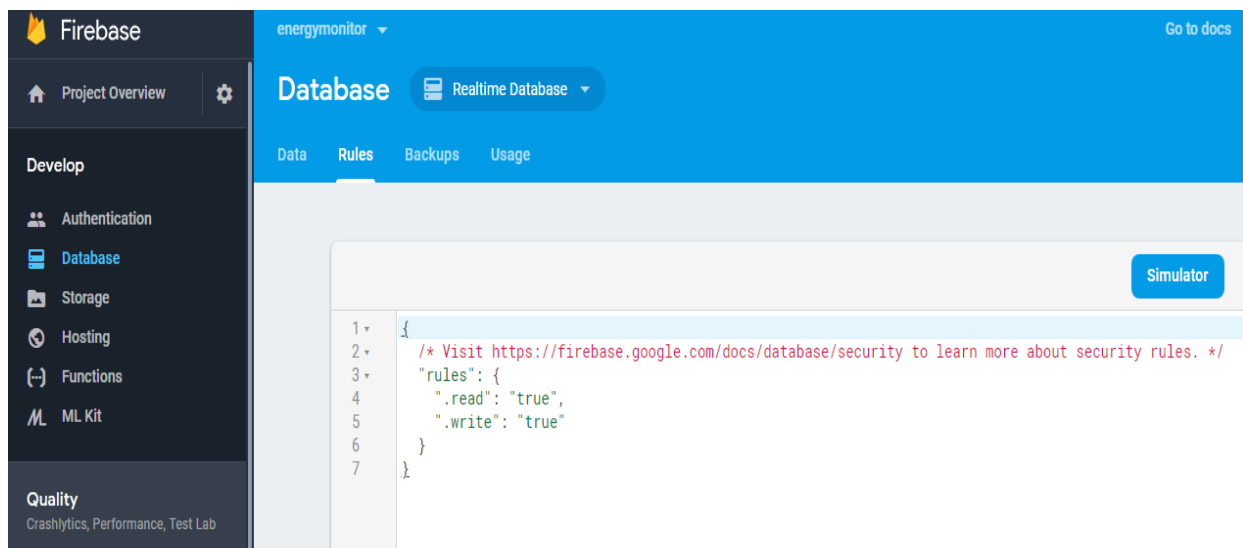 Firebase
energymonitor
Go to docs
Project Overview
Database
Realtime Database
Data
Rules
Backups
Usage
Develop
Authentication
Database
Storage
Hosting
Functions
ML Kit
Quality
Crashlytics, Performance, Test Lab
Simulator
1 {
2 /* Visit https://firebase.google.com/docs/database/security to learn more about security rules. */
3 "rules": {
4 ".read": "true",
5 ".write": "true"
6 }
7 }